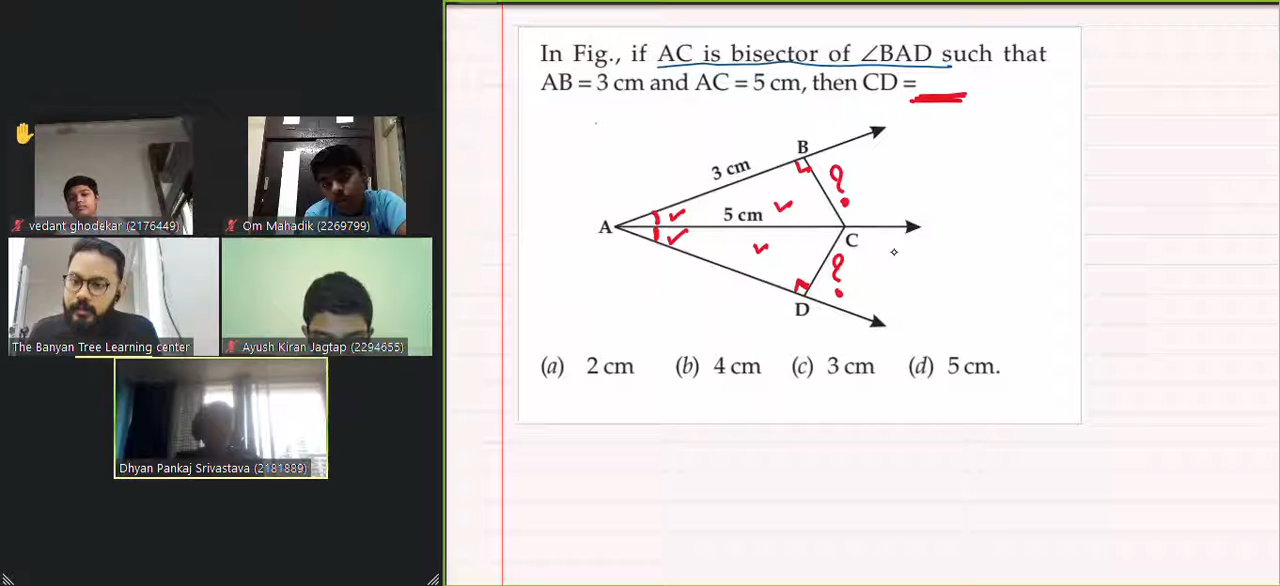 vedant ghodekar (2176449)
Om Mahadik (2269799)
The Banyan Tree Learning center
Ayush Kiran Jagtap (2294655)
Dhyan Pankaj Srivastava (2181889)
In Fig., if AC is bisector of ∠BAD such that
AB = 3 cm and AC = 5 cm, then CD =
B
3 cm
?
A
5 cm
C
?
D
(a) 2 cm (b) 4 cm (c) 3 cm (d) 5 cm.